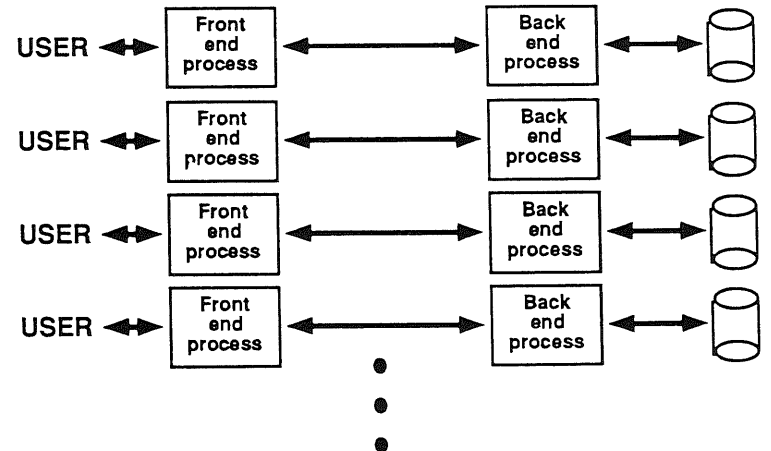 USER
Front
end
process
Back
end
process
USER
Front
end
process
Back
end
process
USER
Front
end
process
Back
end
process
USER
Front
end
process
Back
end
process